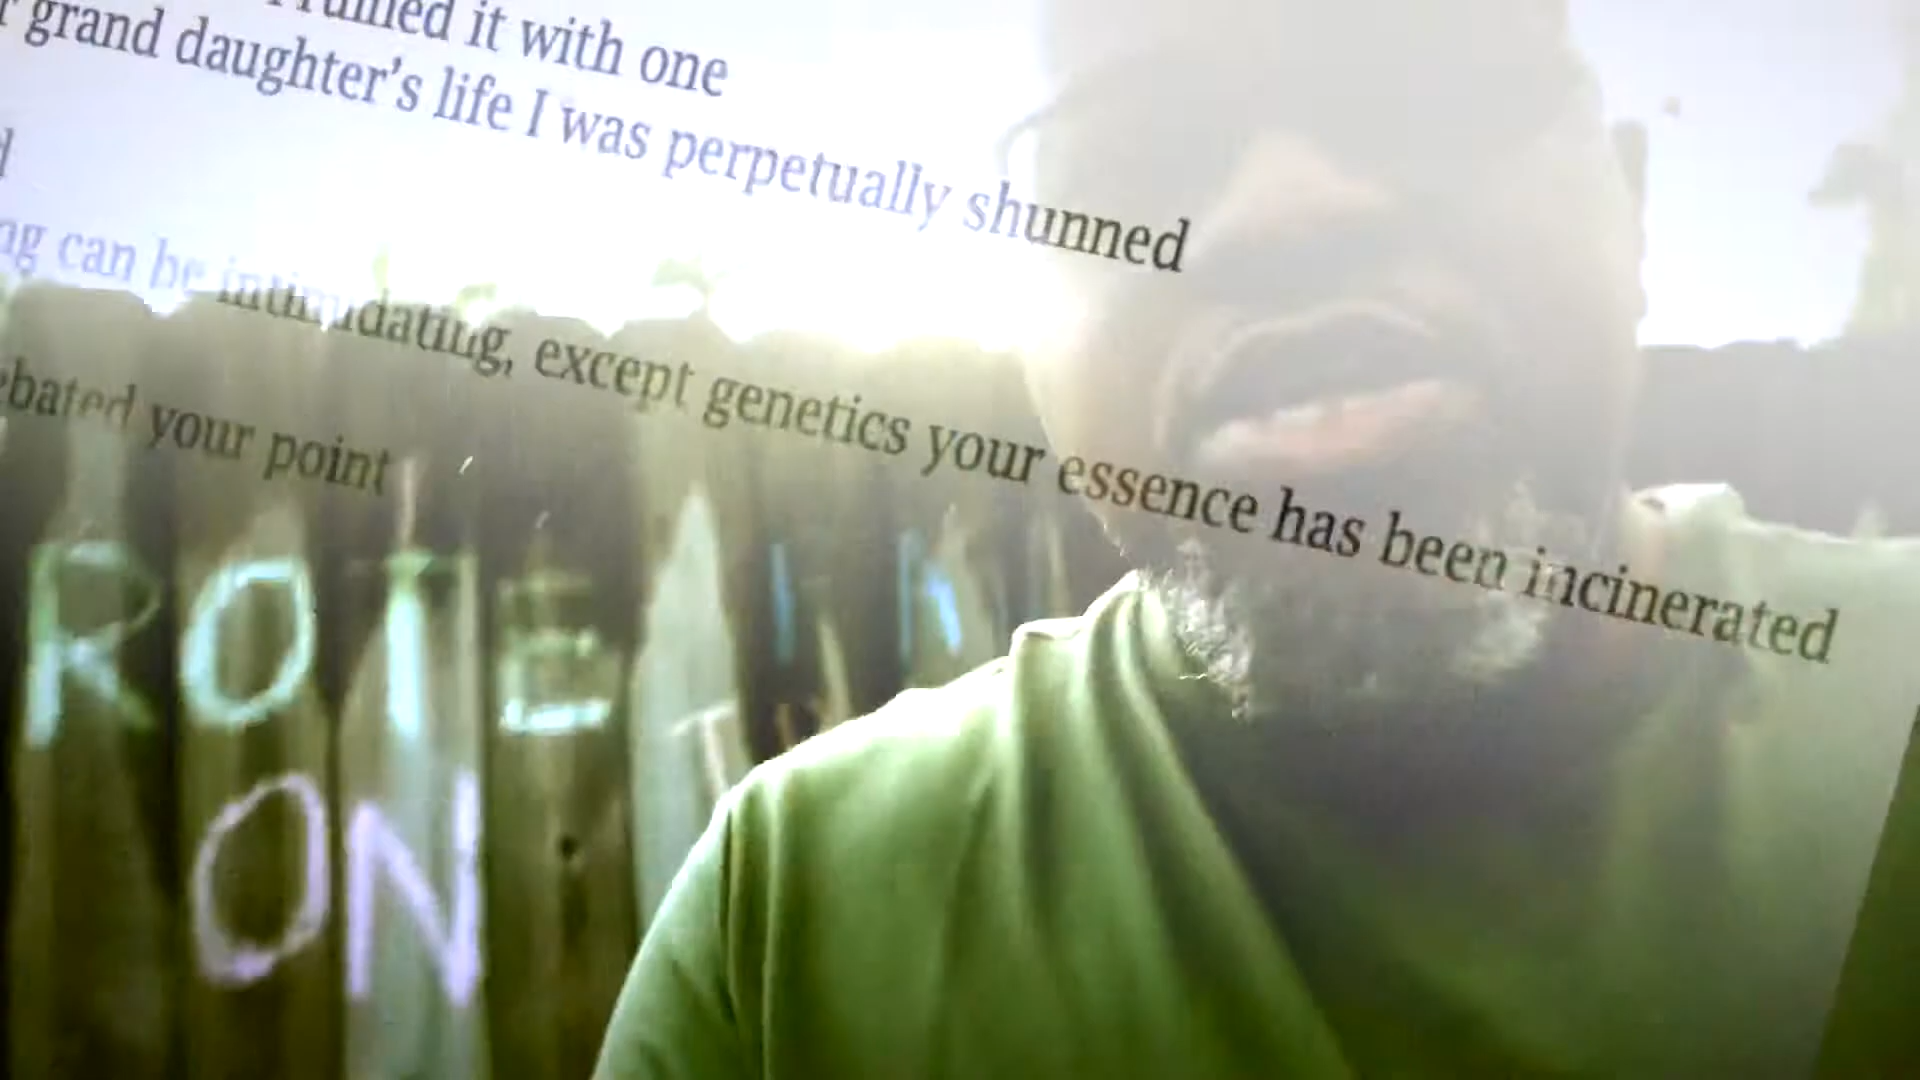 it with one
grand daughter's life I was perpetually shunned
can be intimidating, except genetics your essence has been incinerated
your point
ROTE
ON